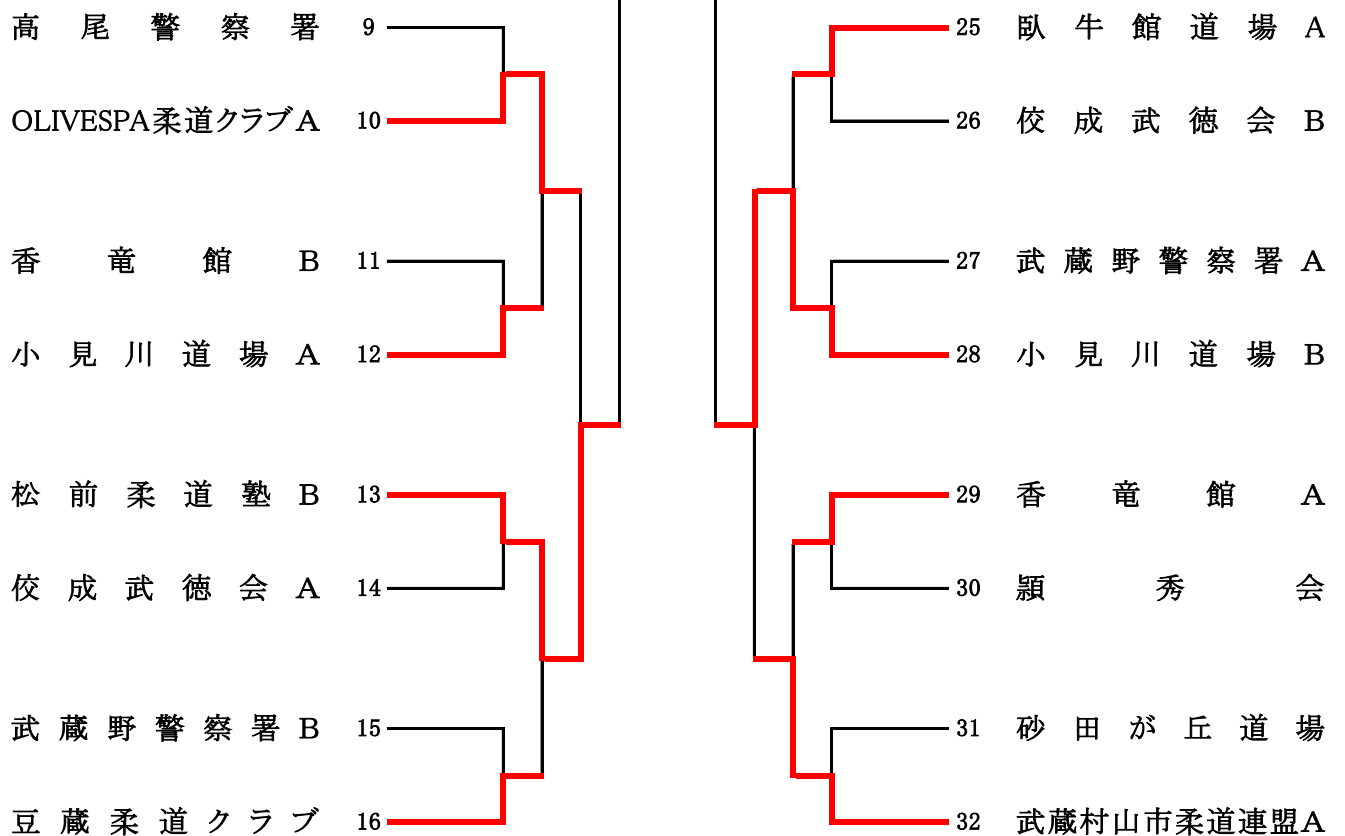 高尾警察署 9
OLIVESPA柔道クラブA 10
香竜館B 11
小見川道場A 12
松前柔道塾B 13
佼成武徳会A 14
武蔵野警察署B 15
豆蔵柔道クラブ 16
25 臥牛館道場A
26 佼成武徳会B
27 武蔵野警察署A
28 小見川道場B
29 香竜館A
30 頴秀会
31 砂田が丘道場
32 武蔵村山市柔道連盟A